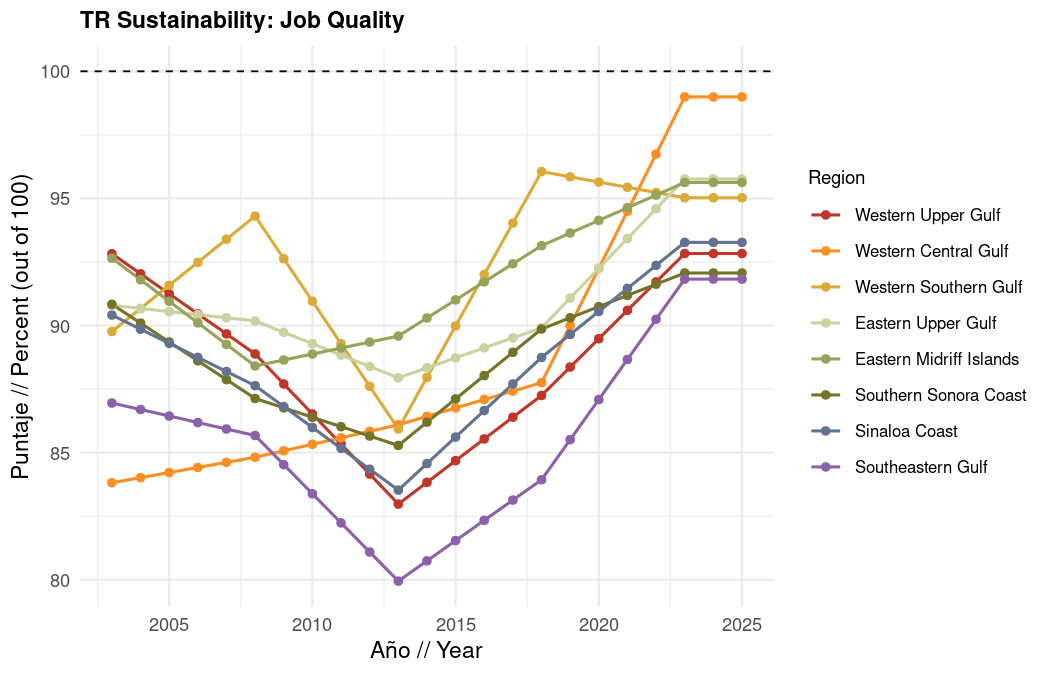 TR Sustainability: Job Quality
Puntaje // Percent (out of 100)
100
95
90
85
80
2005
2010
2015
2020
2025
Año // Year
Region
Western Upper Gulf
Western Central Gulf
Western Southern Gulf
Eastern Upper Gulf
Eastern Midriff Islands
Southern Sonora Coast
Sinaloa Coast
Southeastern Gulf